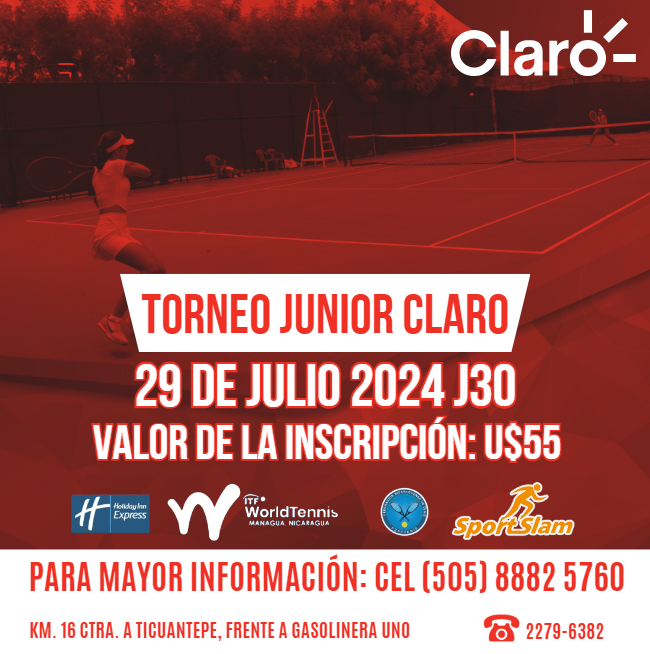 Claro
TORNEO JUNIOR CLARO
29 DE JULIO 2024 J30
VALOR DE LA INSCRIPCIÓN: U$55
Holiday Inn
Express
ITF
WorldTennis
MANAGUA, NICARAGUA
SportSlam
PARA MAYOR INFORMACIÓN: CEL (505) 8882 5760
KM. 16 CTRA. A TICUANTEPE, FRENTE A GASOLINERA UNO
2279-6382